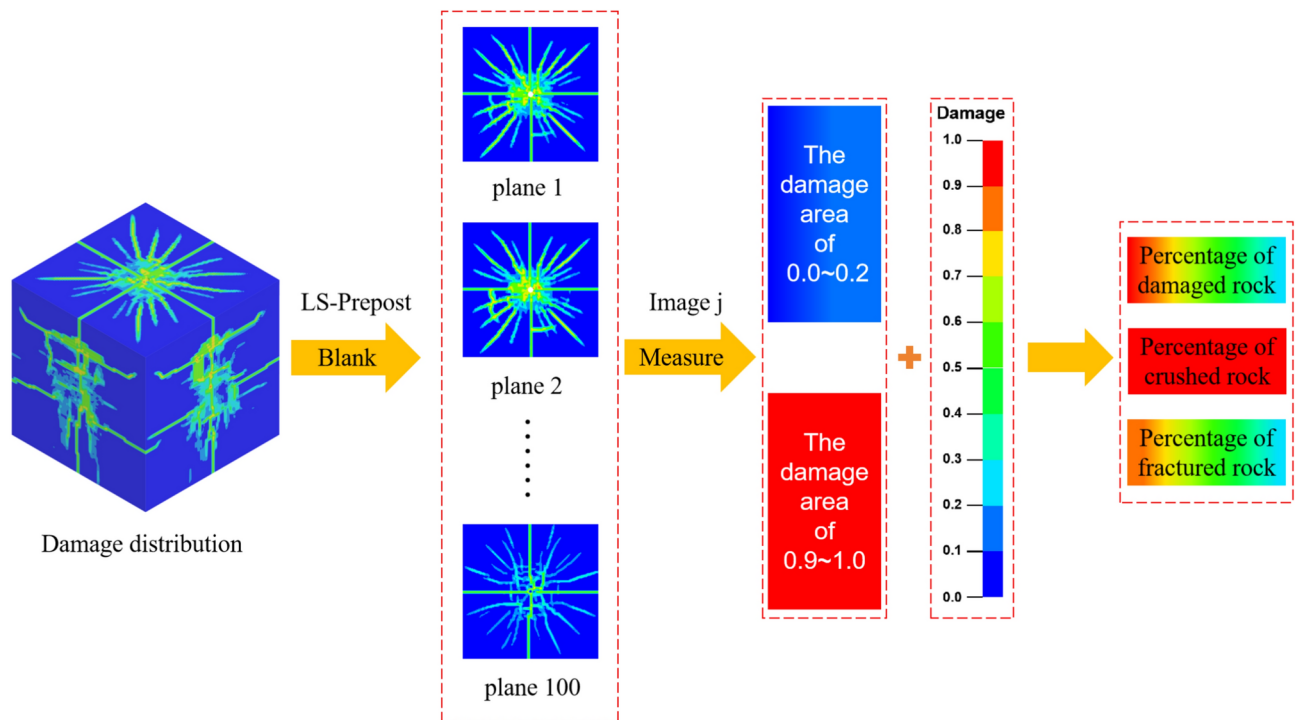 Damage distribution
LS-Prepost
Blank
plane 1
plane 2
plane 100
Image j
Measure
The
damage
area
of
0.0~0.2
The
damage
area
of
0.9~1.0
Damage
1.0
0.9
0.8
0.7
0.6
0.5
0.4
0.3
0.2
0.1
0.0
Percentage of
damaged rock
Percentage of
crushed rock
Percentage of
fractured rock